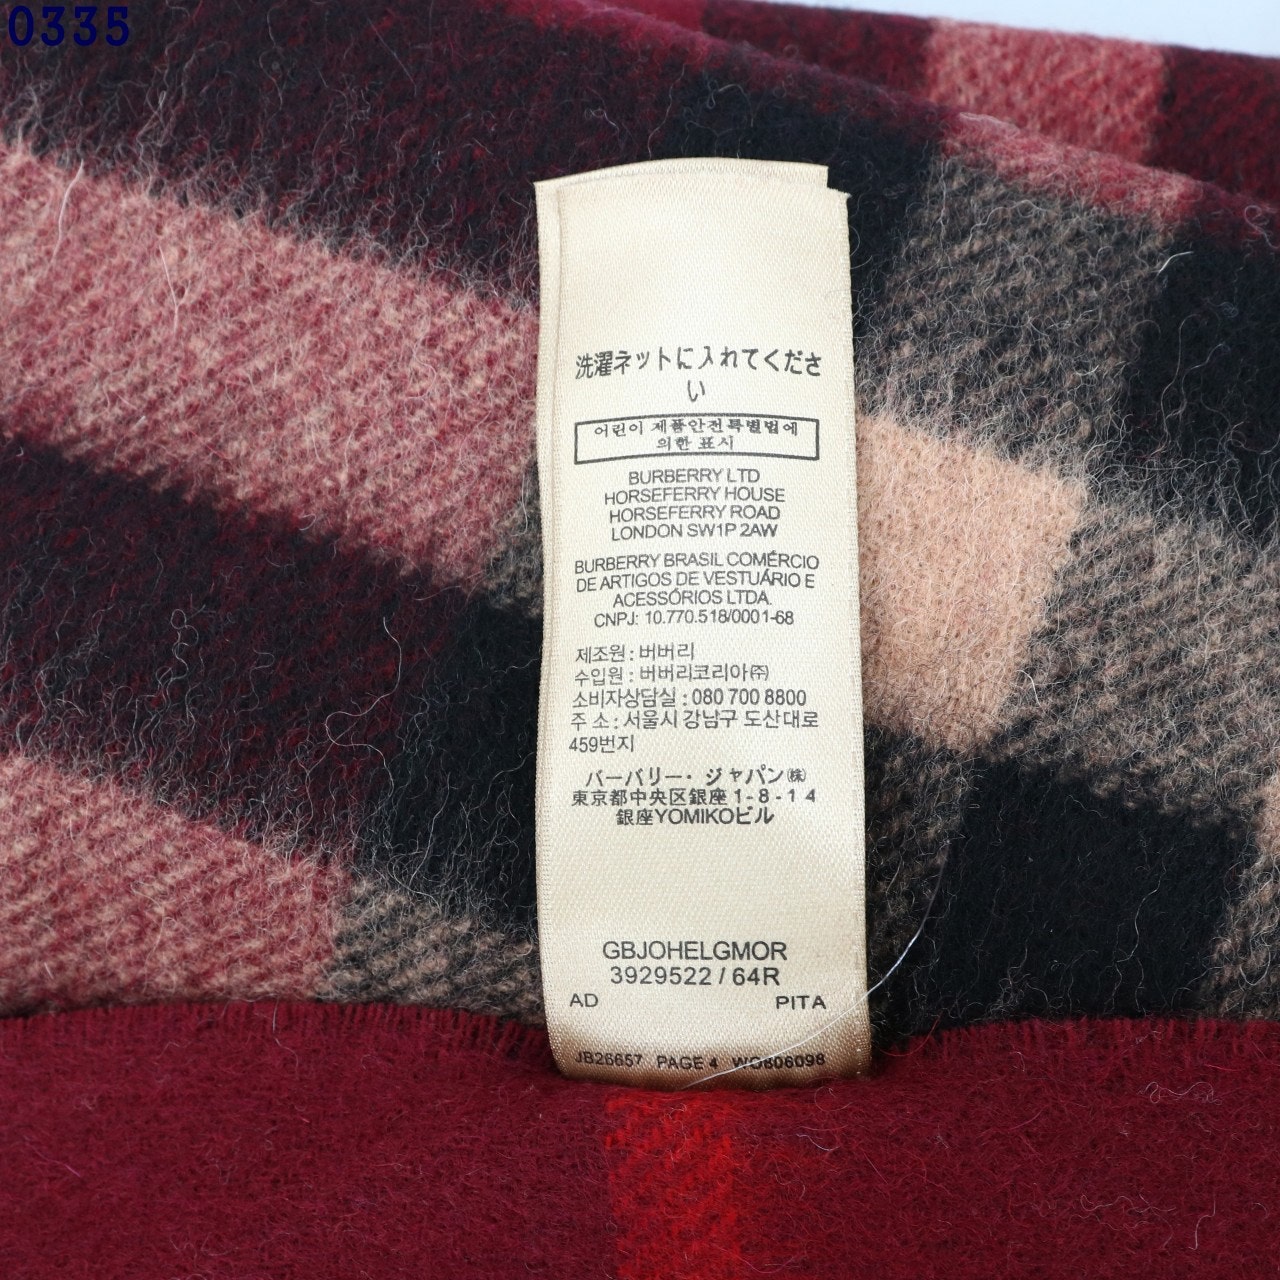 0335
洗濯ネットに入れてくださ
い
어린이 제품안전특별법에
의한 표시
BURBERRY LTD
HORSEFERRY HOUSE
HORSEFERRY ROAD
LONDON SW1P 2AW
BURBERRY BRASIL COMÉRCIO
DE ARTIGOS DE VESTUÁRIO E
ACESSÓRIOS LTDA
CNPJ: 10.770.518/0001-68
제조원 : 버버리
수입원 : 버버리코리아㈜
소비자상담실 : 080 700 8800
주 소 : 서울시 강남구 도산대로
459번지
バーバリー・ジャパン㈱
東京都中央区銀座 1-8-14
銀座YOMIKOビル
GBJOHELGMOR
3929522 / 64R
AD PITA
JB26657 PAGE 4 WO806098